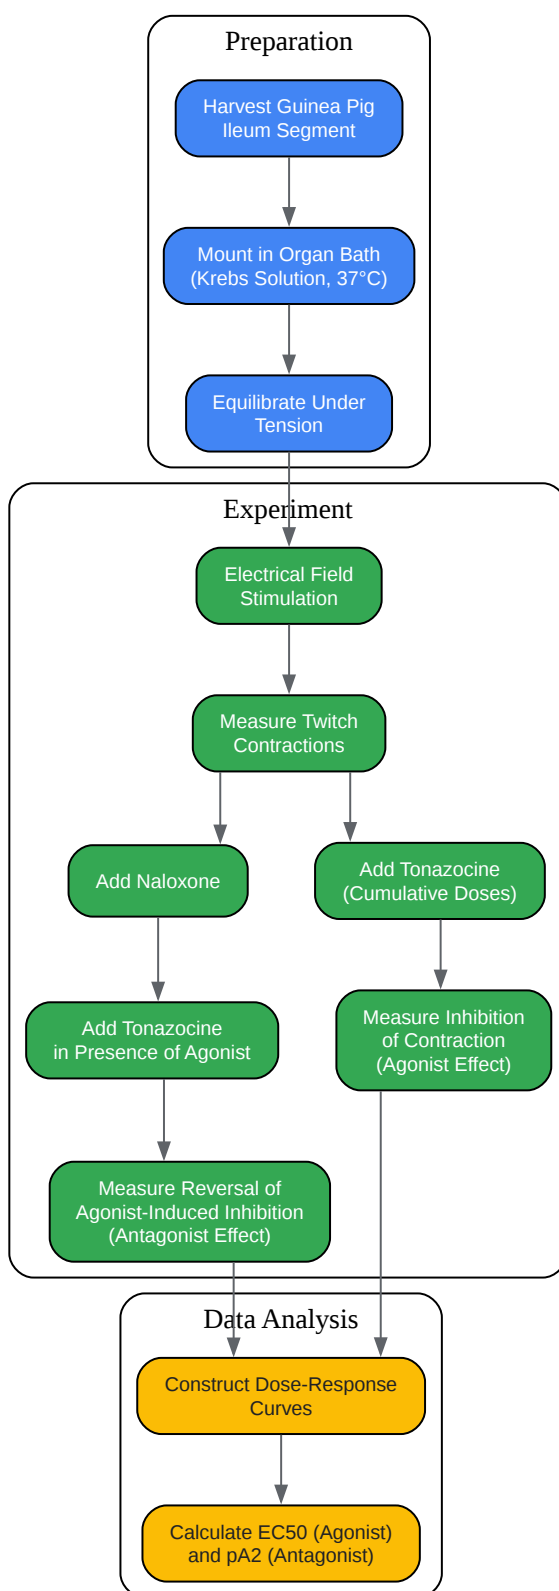 Preparation
Harvest Guinea Pig
Ileum Segment
Mount in Organ Bath
(Krebs Solution, 37°C)
Equilibrate Under
Tension
Experiment
Electrical Field
Stimulation
Measure Twitch
Contractions
Add Naloxone
Add Tonazocine
(Cumulative Doses)
Add Tonazocine
in Presence of Agonist
Measure Inhibition
of Contraction
(Agonist Effect)
Measure Reversal of
Agonist-Induced Inhibition
(Antagonist Effect)
Data Analysis
Construct Dose-Response
Curves
Calculate EC50 (Agonist)
and pA2 (Antagonist)